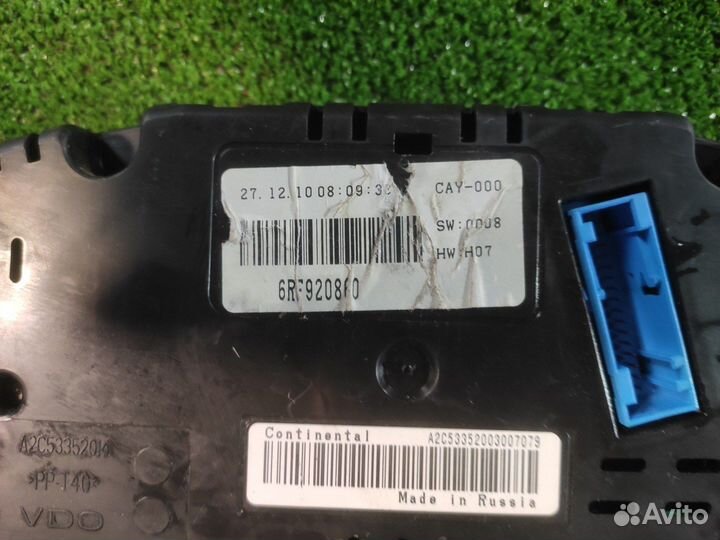 27.12.10 08:09:3
CAY-000
SW:0008
HW:H07
6RF920860
Continental
A2C53352003007079
Made in Russia
>PP-T40<
VDO
Avito